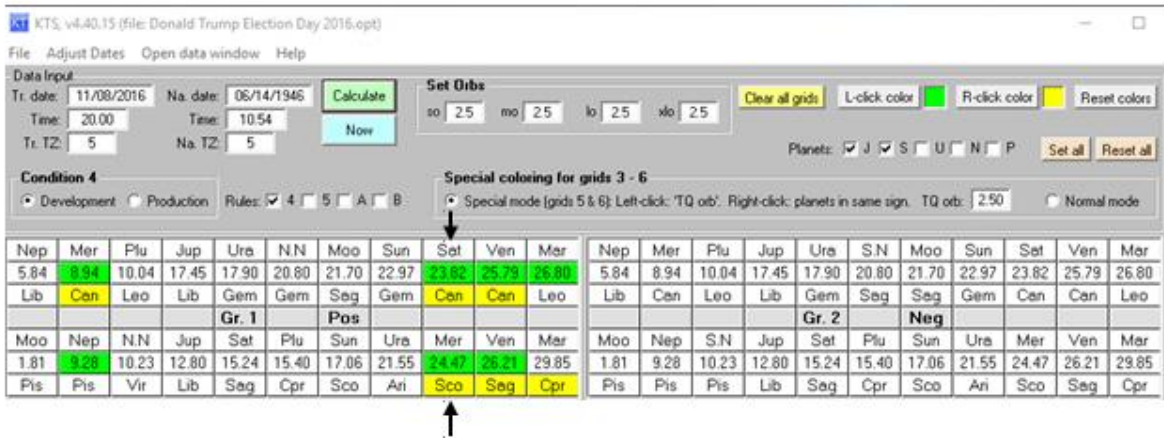 KTS, v4.40.15 (file: Donald Trump Election Day 2016.opt)
File Adjust Dates Open data window Help
Data Input
Tr. date: 11/08/2016 Na. date: 06/14/1946 Calculate Set Orbs Clear all grids L-click color R-click color Reset colors
Time: 20.00 Time: 10.54 Now so 2.5 mo 2.5 lo 2.5 xlo 2.5
Tr. TZ: 5 Na. TZ: 5 Planets: J S U N P Set all Reset all
Condition 4 Special coloring for grids 3 - 6
Development Production Rules: 4 5 A B Special mode (grids 5 & 6): Left-click: 'TQ orb'. Right-click: planets in same sign. TQ orb: 2.50 Normal mode
Nep Mer Plu Jup Ura N.N Moo Sun Sat Ven Mar Nep Mer Plu Jup Ura S.N Moo Sun Sat Ven Mar
5.84 8.94 10.04 17.45 17.90 20.80 21.70 22.97 23.82 25.79 26.80 5.84 8.94 10.04 17.45 17.90 20.80 21.70 22.97 23.82 25.79 26.80
Lib Can Leo Lib Gem Gem Sag Gem Can Can Leo Lib Can Leo Lib Gem Sag Sag Gem Can Can Leo
Gr. 1 Pos Gr. 2 Neg
Moo Nep N.N Jup Sat Plu Sun Ura Mer Ven Mar Moo Nep S.N Jup Sat Plu Sun Ura Mer Ven Mar
1.81 9.28 10.23 12.80 15.24 15.40 17.06 21.55 24.47 26.21 29.85 1.81 9.28 10.23 12.80 15.24 15.40 17.06 21.55 24.47 26.21 29.85
Pis Pis Vir Lib Sag Cpr Sco Ari Sco Sag Cpr Pis Pis Pis Lib Sag Cpr Sco Ari Sco Sag Cpr